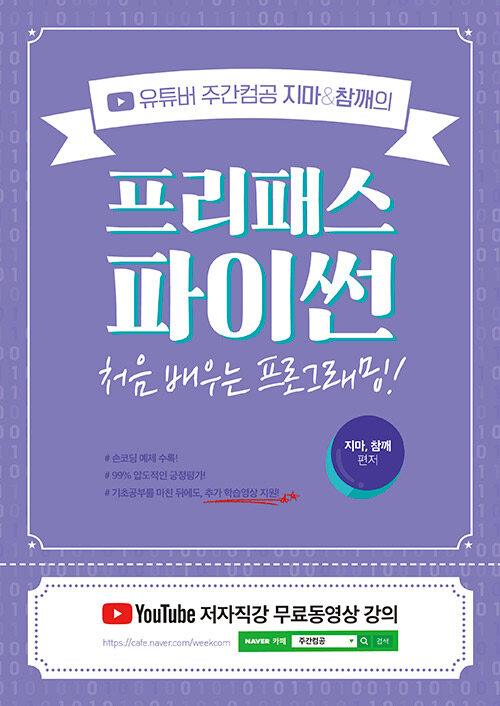 유튜버 주간컴공 지마&참깨의
프리패스
파이썬
처음 배우는 프로그래밍!
# 손코딩 예제 수록!
# 99% 압도적인 긍정평가!
# 기초공부를 마친 뒤에도, 추가 학습영상 지원!
지마, 참깨
편저
YouTube 저자직강 무료동영상 강의
https://cafe.naver.com/weekcom
NAVER 카페 주간컴공 검색